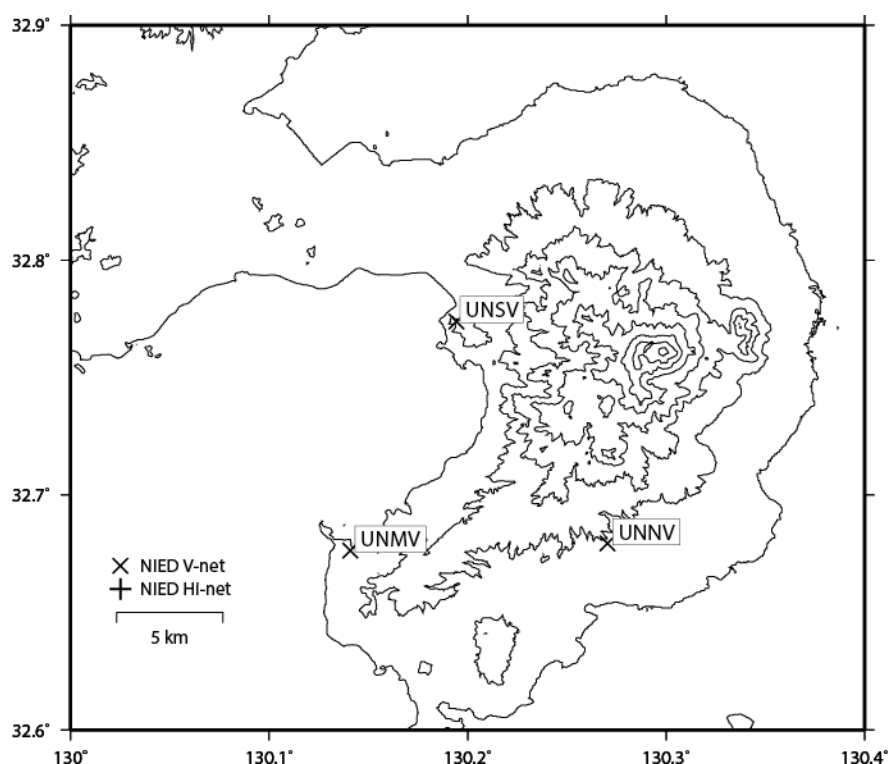 32.9°
32.8°
UNSV
32.7°
UNMV
UNNV
NIED V-net
NIED Hi-net
5 km
32.6°
130°
130.1°
130.2°
130.3°
130.4°